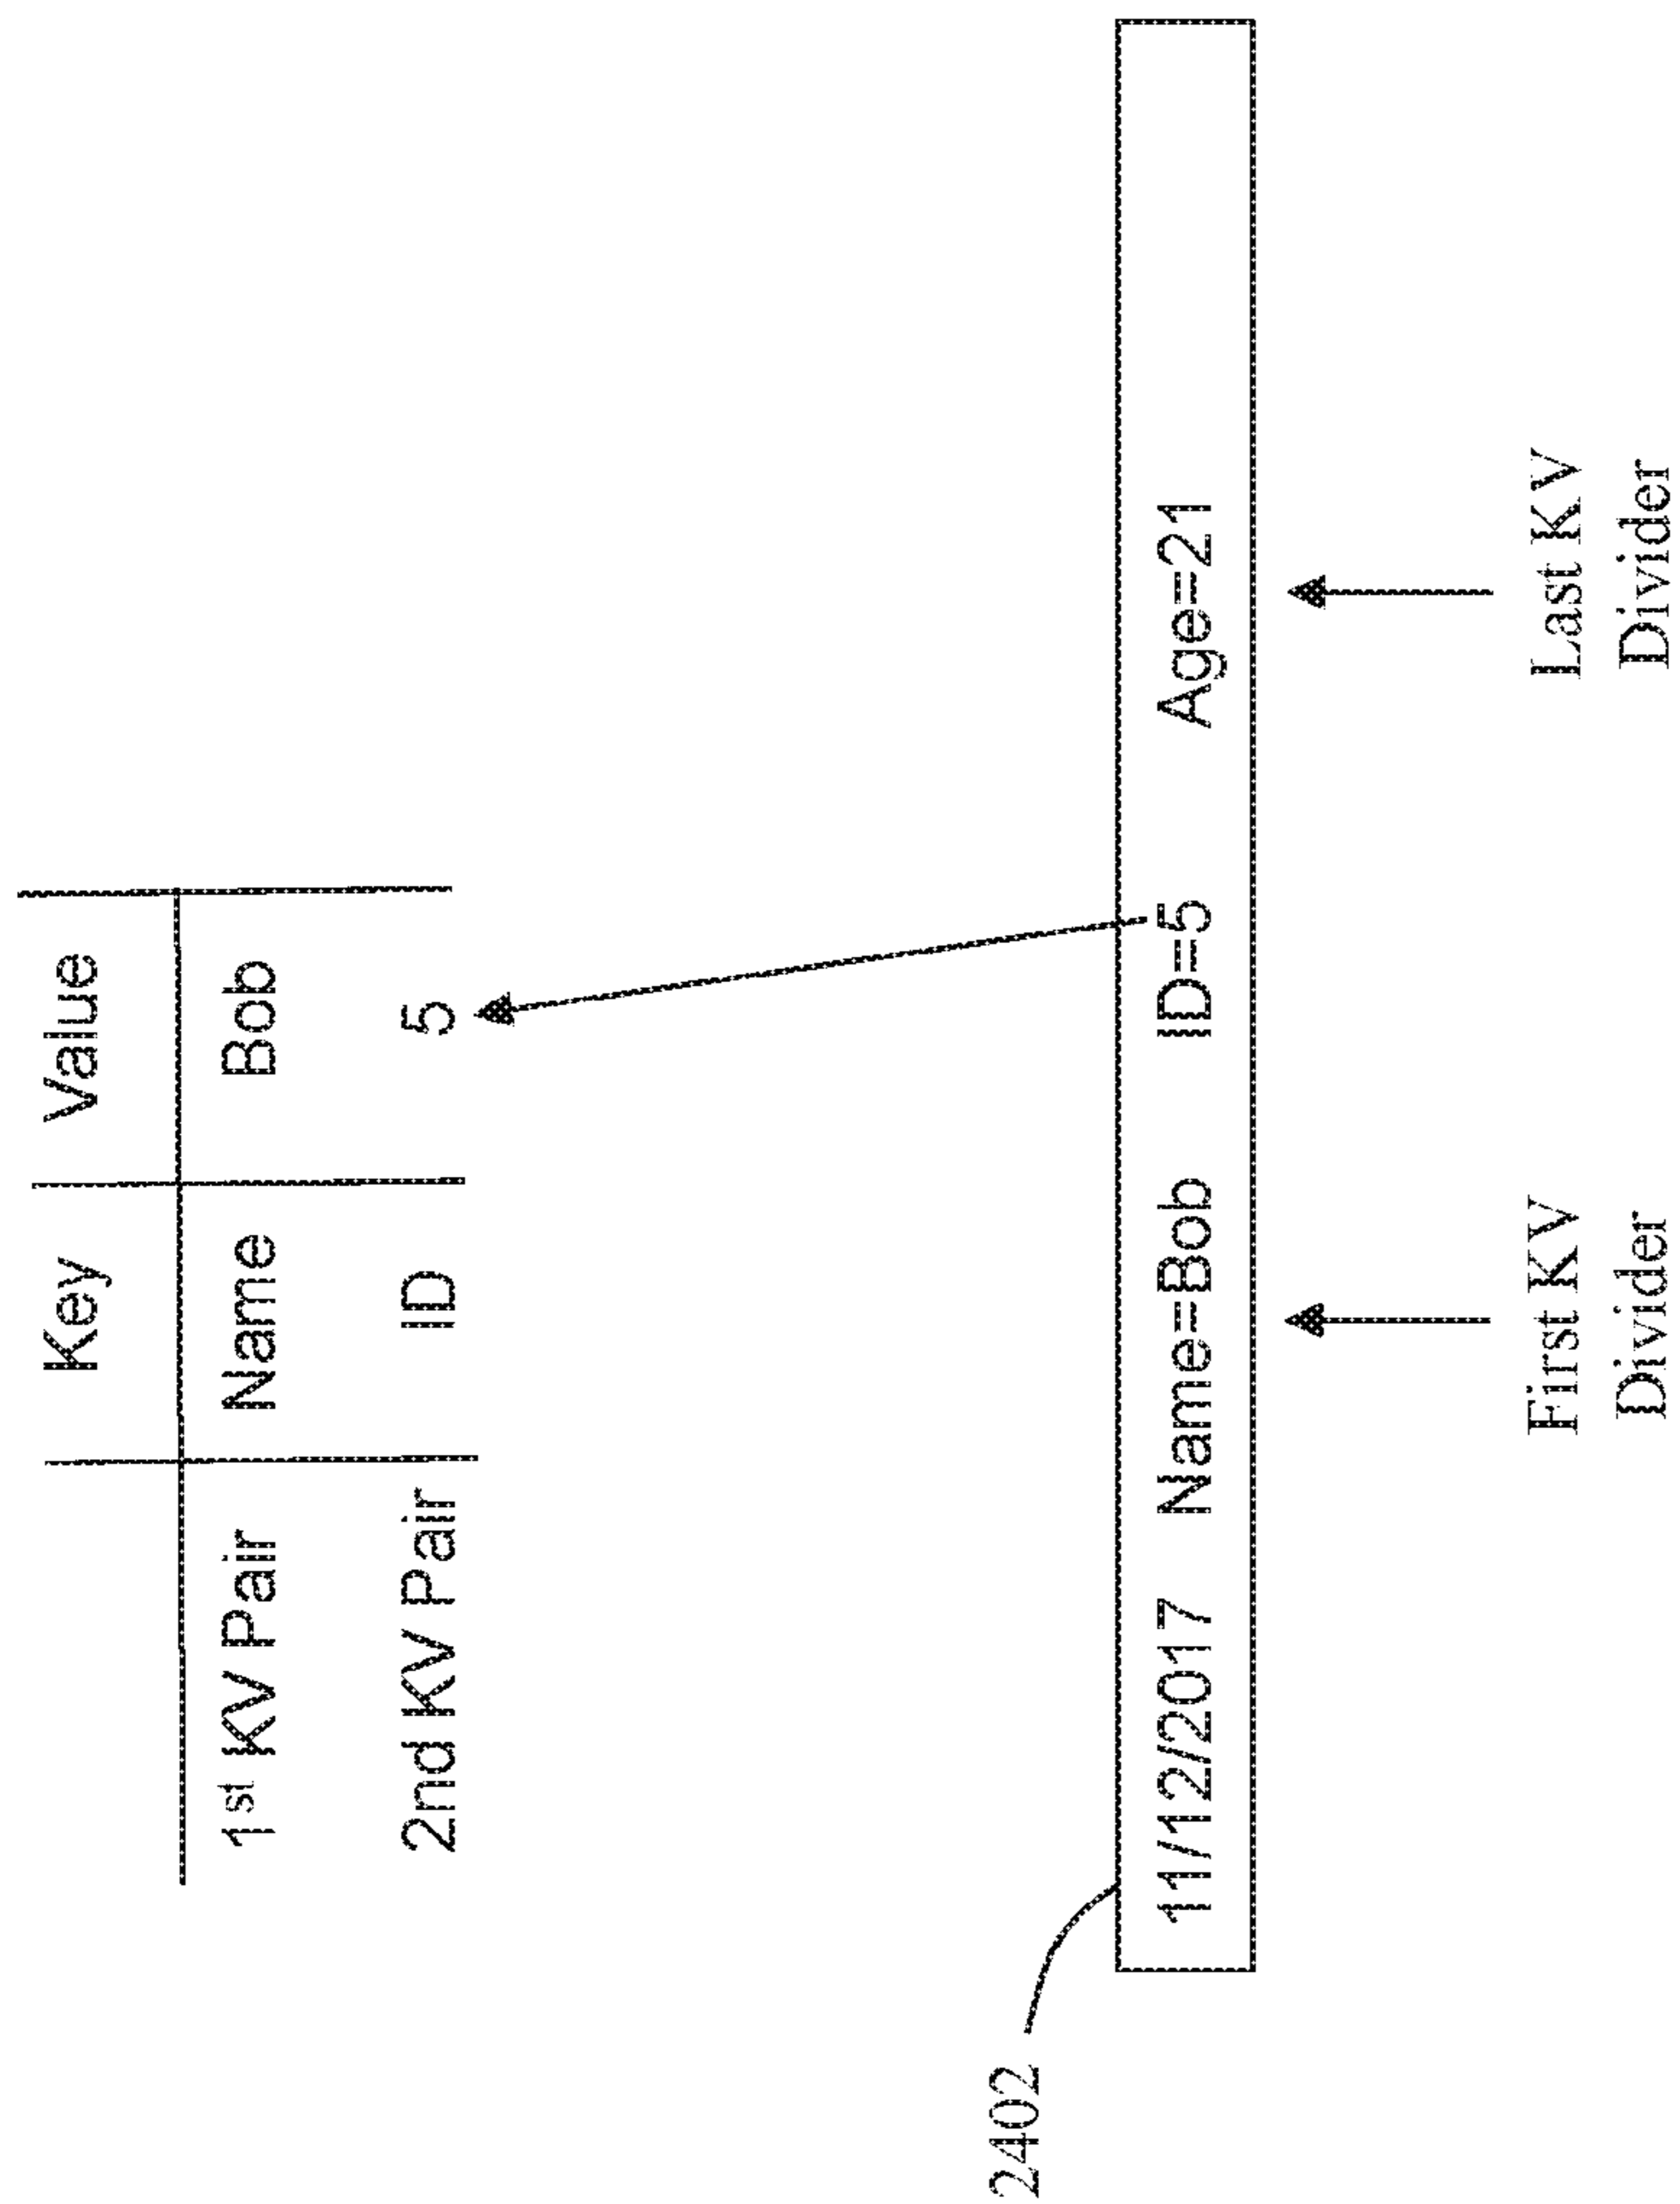 Key Value
1st KV Pair Name Bob
2nd KV Pair ID 5
2402
11/12/2017 Name=Bob ID=5 Age=21
First KV
Divider
Last KV
Divider